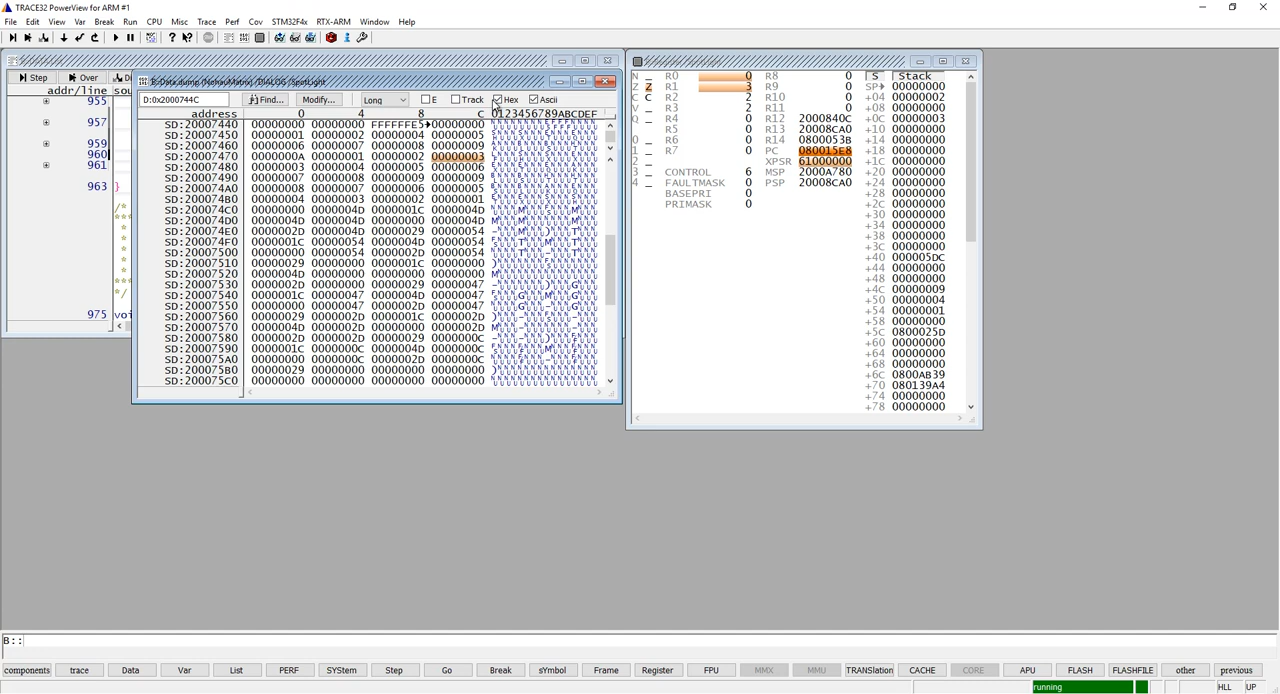 TRACE32 PowerView for ARM #1
File Edit View Var Break Run CPU Misc Trace Perf Cov STM32F4x RTX-ARM Window Help
Step Over
addr/line sou
955
957
959
960
961
963 }
/*
**
*
*
*
*
***
*/
975 voi
B::Data.dump (NohauMatrix) /DIALOG /SpotLight
D:0x2000744C Find... Modify... Long E Track Hex Ascii
address 0 4 8 C 0123456789ABCDEF
SD:20007440 00000000 00000000 FFFFFFE5 0000000D
SD:20007450 00000001 00000002 00000004 00000005
SD:20007460 00000006 00000007 00000008 00000009
SD:20007470 0000000A 00000001 00000002 00000003
SD:20007480 00000003 00000004 00000005 00000006
SD:20007490 00000007 00000008 00000009 00000009
SD:200074A0 00000008 00000007 00000006 00000005
SD:200074B0 00000004 00000003 00000002 00000001
SD:200074C0 00000000 0000004D 0000001C 0000004D
SD:200074D0 0000004D 0000004D 00000000 0000004D
SD:200074E0 0000002D 0000004D 00000029 00000054
SD:200074F0 0000001C 00000054 0000004D 00000054
SD:20007500 00000000 00000054 0000002D 00000054
SD:20007510 00000029 00000000 0000001C 00000000
SD:20007520 0000004D 00000000 00000000 00000000
SD:20007530 0000002D 00000000 00000029 00000047
SD:20007540 0000001C 00000047 0000004D 00000047
SD:20007550 00000000 00000047 0000002D 00000047
SD:20007560 00000029 0000002D 0000001C 0000002D
SD:20007570 0000004D 0000002D 00000000 0000002D
SD:20007580 0000002D 0000002D 00000029 0000000C
SD:20007590 0000001C 0000000C 0000004D 0000000C
SD:200075A0 00000000 0000000C 0000002D 0000000C
SD:200075B0 00000029 00000000 00000000 00000000
SD:200075C0 00000000 00000000 00000000 00000000
B::Register /SpotLight
N _ R0 0 R8 0 S Stack
Z Z R1 3 R9 0 SP 00000000
C C R2 2 R10 0 +04 00000002
V _ R3 2 R11 0 +08 00000000
Q _ R4 0 R12 2000840C +0C 00000003
R5 0 R13 20008CA0 +10 00000000
0 _ R6 0 R14 0800053B +14 00000000
1 _ R7 0 PC 080015E8 +18 00000000
2 _ XPSR 61000000 +1C 00000000
3 _ CONTROL 6 MSP 2000A780 +20 00000000
4 _ FAULTMASK 0 PSP 20008CA0 +24 00000000
BASEPRI 0 +28 00000000
PRIMASK 0 +2C 00000000
+30 00000000
+34 00000000
+38 00000000
+3C 00000000
+40 000005DC
+44 00000000
+48 00000000
+4C 00000009
+50 00000004
+54 00000001
+58 00000000
+5C 0800025D
+60 00000000
+64 00000000
+68 00000000
+6C 0800AB39
+70 080139A4
+74 00000000
+78 00000000
B::
components trace Data Var List PERF SYStem Step Go Break sYmbol Frame Register FPU MMX MMU TRANSlation CACHE CORE APU FLASH FLASHFILE other previous
running HLL UP